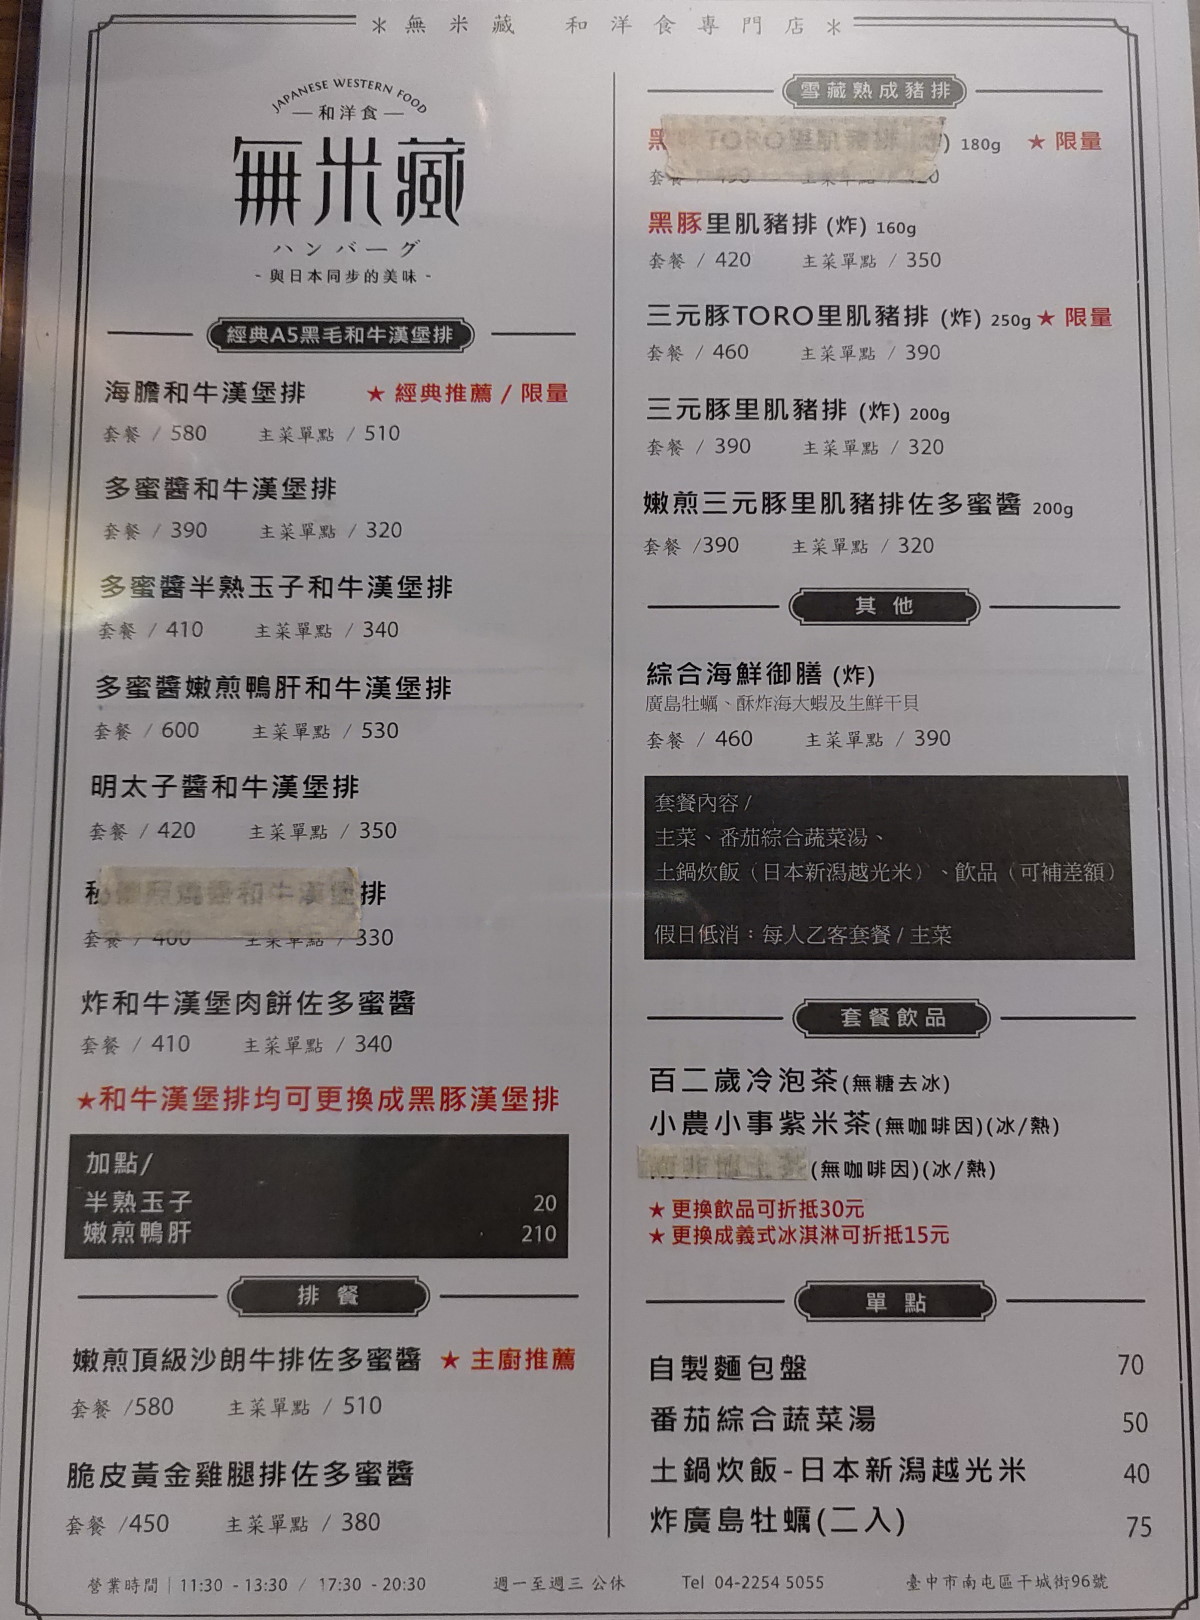 ＊無米藏 和洋食專門店＊
JAPANESE WESTERN FOOD
和洋食
無米藏
ハンバーグ
-與日本同步的美味-
經典A5黑毛和牛漢堡排
海膽和牛漢堡排 ★ 經典推薦 / 限量
套餐 / 580 主菜單點 / 510
多蜜醬和牛漢堡排
套餐 / 390 主菜單點 / 320
多蜜醬半熟玉子和牛漢堡排
套餐 / 410 主菜單點 / 340
多蜜醬嫩煎鴨肝和牛漢堡排
套餐 / 600 主菜單點 / 530
明太子醬和牛漢堡排
套餐 / 420 主菜單點 / 350
和牛漢堡排
套餐 / 400 主菜單點 / 330
炸和牛漢堡肉餅佐多蜜醬
套餐 / 410 主菜單點 / 340
★和牛漢堡排均可更換成黑豚漢堡排
加點/
半熟玉子 20
嫩煎鴨肝 210
排餐
嫩煎頂級沙朗牛排佐多蜜醬 ★ 主廚推薦
套餐 /580 主菜單點 / 510
脆皮黃金雞腿排佐多蜜醬
套餐 /450 主菜單點 / 380
雪藏熟成豬排
黑 TORO里肌 180g ★ 限量
套餐 主菜單點
黑豚里肌豬排 (炸) 160g
套餐 / 420 主菜單點 / 350
三元豚TORO里肌豬排 (炸) 250g ★ 限量
套餐 / 460 主菜單點 / 390
三元豚里肌豬排 (炸) 200g
套餐 / 390 主菜單點 / 320
嫩煎三元豚里肌豬排佐多蜜醬 200g
套餐 /390 主菜單點 / 320
其他
綜合海鮮御膳 (炸)
廣島牡蠣、酥炸海大蝦及生鮮干貝
套餐 / 460 主菜單點 / 390
套餐內容 /
主菜、番茄綜合蔬菜湯、
土鍋炊飯（日本新潟越光米）、飲品（可補差額）
假日低消：每人乙客套餐 / 主菜
套餐飲品
百二歲冷泡茶(無糖去冰)
小農小事紫米茶(無咖啡因)(冰/熱)
(無咖啡因)(冰/熱)
★ 更換飲品可折抵30元
★ 更換成義式冰淇淋可折抵15元
單點
自製麵包盤 70
番茄綜合蔬菜湯 50
土鍋炊飯-日本新潟越光米 40
炸廣島牡蠣(二入) 75
營業時間｜11:30 - 13:30 / 17:30 - 20:30 週一至週三 公休 Tel 04-2254 5055 臺中市南屯區干城街96號